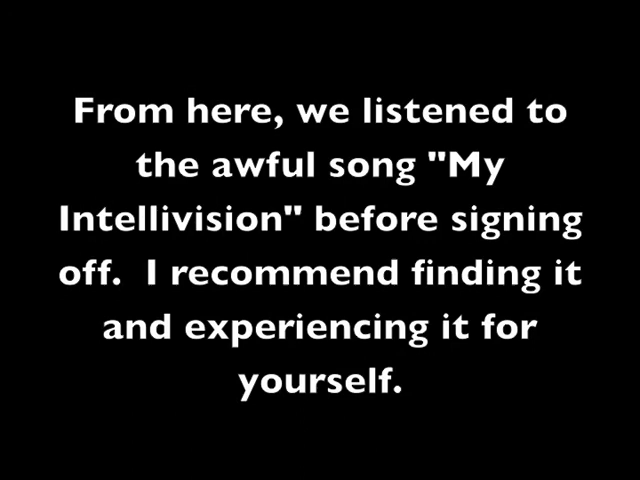 From here, we listened to
the awful song "My
Intellivision" before signing
off.  I recommend finding it
and experiencing it for
yourself.